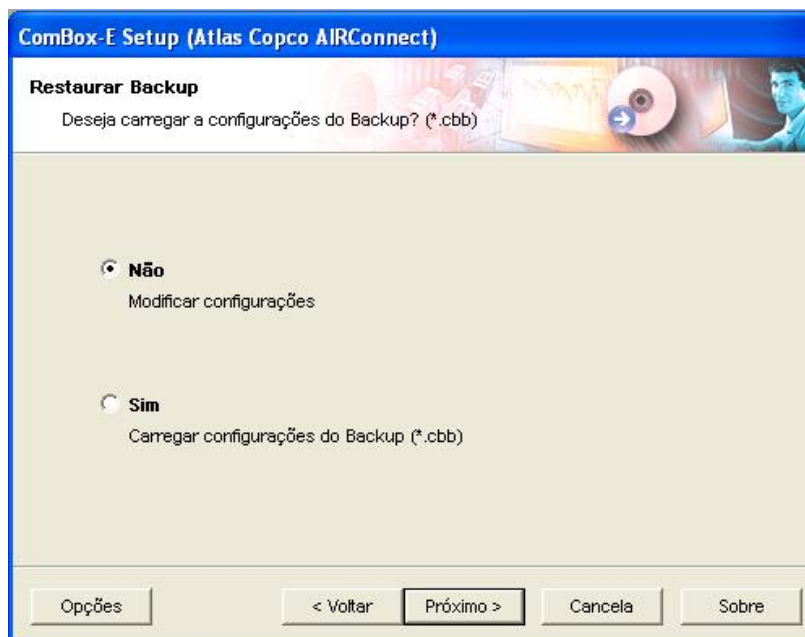 ComBox-E Setup (Atlas Copco AIRConnect)
Restaurar Backup
Deseja carregar a configurações do Backup? (*.cbb)
Não
Modificar configurações
Sim
Carregar configurações do Backup (*.cbb)
Opções
< Voltar
Próximo >
Cancela
Sobre